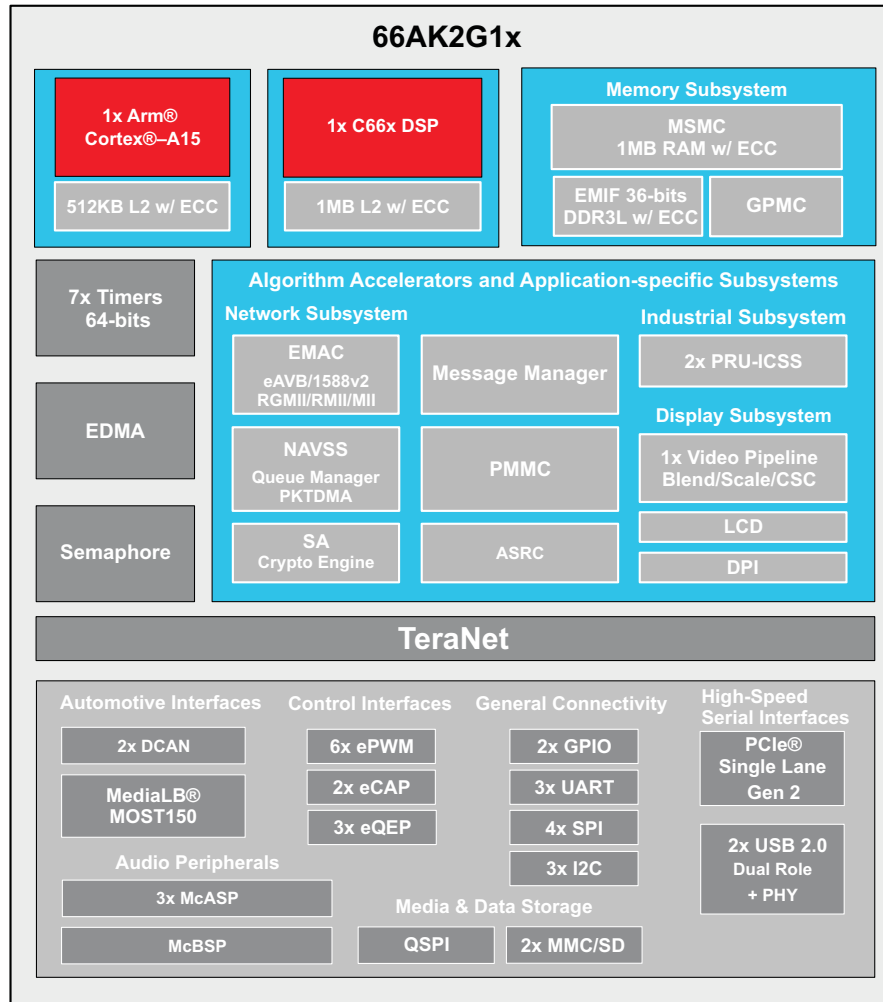 66AK2G1x
1x Arm®
Cortex®–A15
512KB L2 w/ ECC
1x C66x DSP
1MB L2 w/ ECC
Memory Subsystem
MSMC
1MB RAM w/ ECC
EMIF 36-bits
DDR3L w/ ECC
GPMC
7x Timers
64-bits
EDMA
Semaphore
Algorithm Accelerators and Application-specific Subsystems
Network Subsystem
EMAC
eAVB/1588v2
RGMII/RMII/MII
NAVSS
Queue Manager
PKTDMA
SA
Crypto Engine
Message Manager
PMMC
ASRC
Industrial Subsystem
2x PRU-ICSS
Display Subsystem
1x Video Pipeline
Blend/Scale/CSC
LCD
DPI
TeraNet
Automotive Interfaces
2x DCAN
MediaLB®
MOST150
Control Interfaces
6x ePWM
2x eCAP
3x eQEP
General Connectivity
2x GPIO
3x UART
4x SPI
3x I2C
High-Speed
Serial Interfaces
PCIe®
Single Lane
Gen 2
2x USB 2.0
Dual Role
+ PHY
Audio Peripherals
3x McASP
McBSP
Media & Data Storage
QSPI
2x MMC/SD